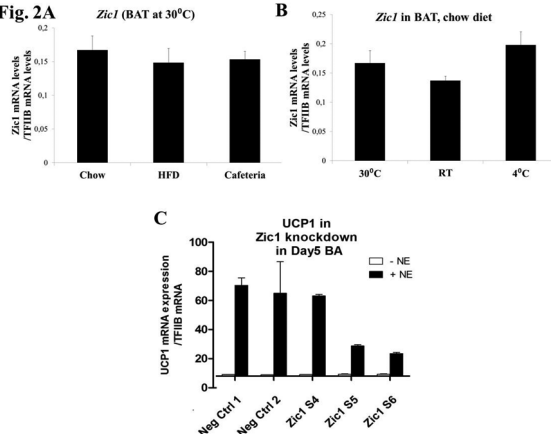 Fig. 2A
Zic1 (BAT at 30⁰C)
Zic1 mRNA levels
/TFIIB mRNA levels
0,2
0,15
0,1
0,05
0
Chow HFD Cafeteria
B
Zic1 in BAT, chow diet
Zic1 mRNA levels
/TFIIB mRNA levels
0,25
0,2
0,15
0,1
0,05
0
30⁰C RT 4⁰C
C
UCP1 in
Zic1 knockdown
in Day5 BA
- NE
+ NE
UCP1 mRNA expression
/TFIIB mRNA
100
80
60
40
20
0
Neg Ctrl 1
Neg Ctrl 2
Zic1 S4
Zic1 S5
Zic1 S6